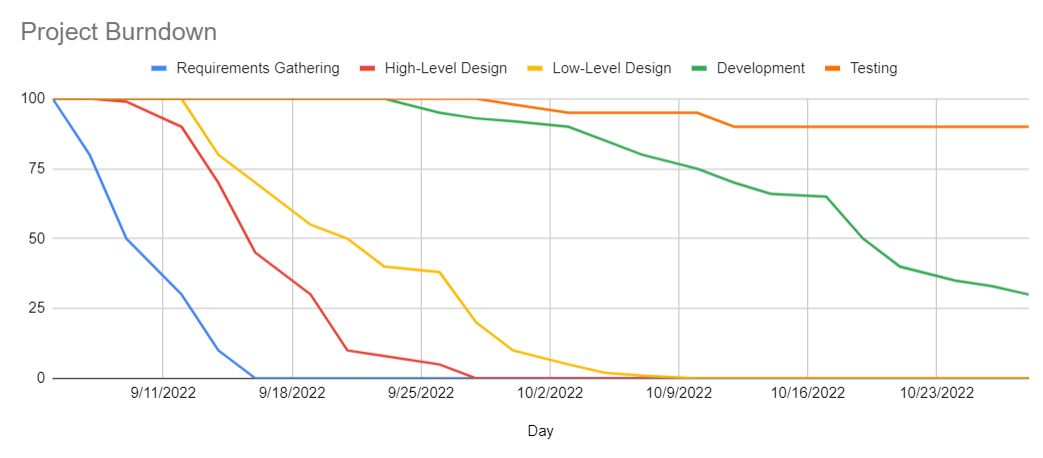 Project Burndown
Requirements Gathering High-Level Design Low-Level Design Development Testing
100
75
50
25
0
9/11/2022 9/18/2022 9/25/2022 10/2/2022 10/9/2022 10/16/2022 10/23/2022
Day